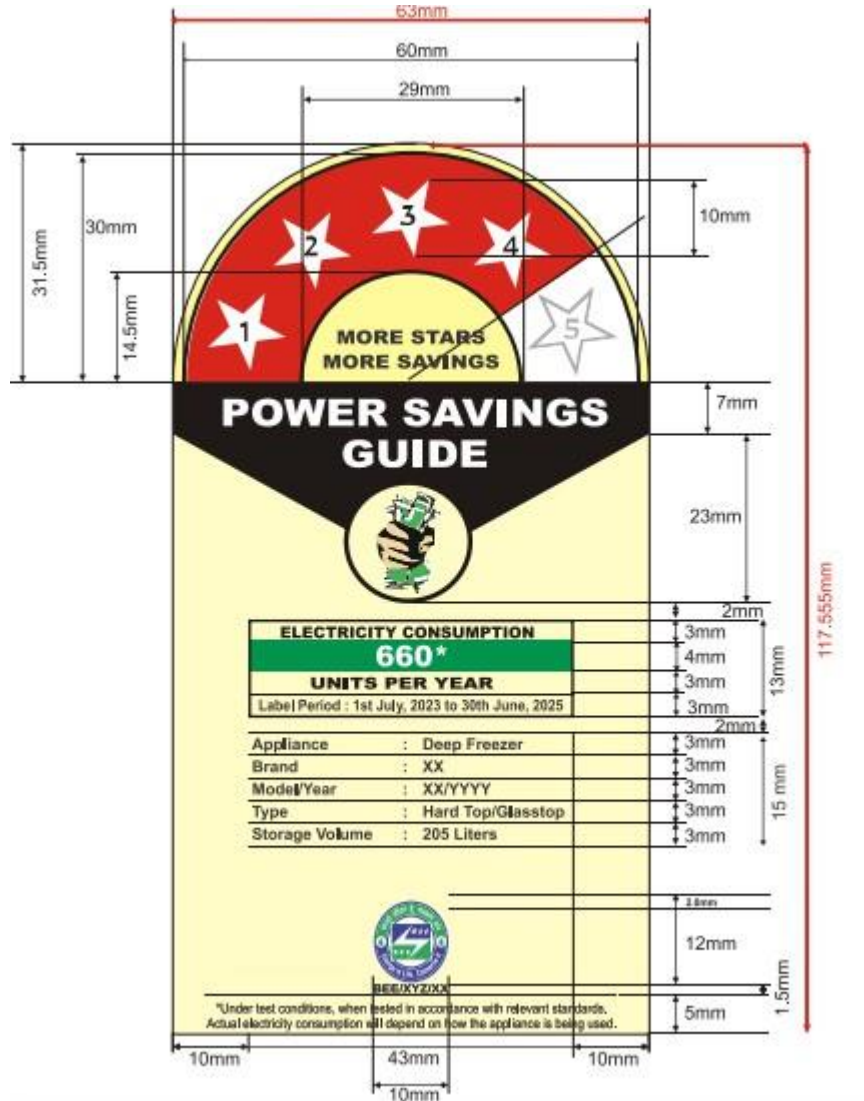 63mm
60mm
29mm
31.5mm
30mm
14.5mm
1
2
3
4
5
10mm
MORE STARS
MORE SAVINGS
POWER SAVINGS
GUIDE
7mm
23mm
117.555mm
2mm
ELECTRICITY CONSUMPTION
3mm
660*
4mm
13mm
UNITS PER YEAR
3mm
Label Period : 1st July, 2023 to 30th June, 2025
3mm
2mm
Appliance : Deep Freezer
3mm
Brand : XX
3mm
Model/Year : XX/YYYY
3mm
15 mm
Type : Hard Top/Glasstop
3mm
Storage Volume : 205 Liters
3mm
12mm
BEE/XYZ/XX
1.5mm
*Under test conditions, when tested in accordance with relevant standards.
Actual electricity consumption will depend on how the appliance is being used.
5mm
10mm
43mm
10mm
10mm